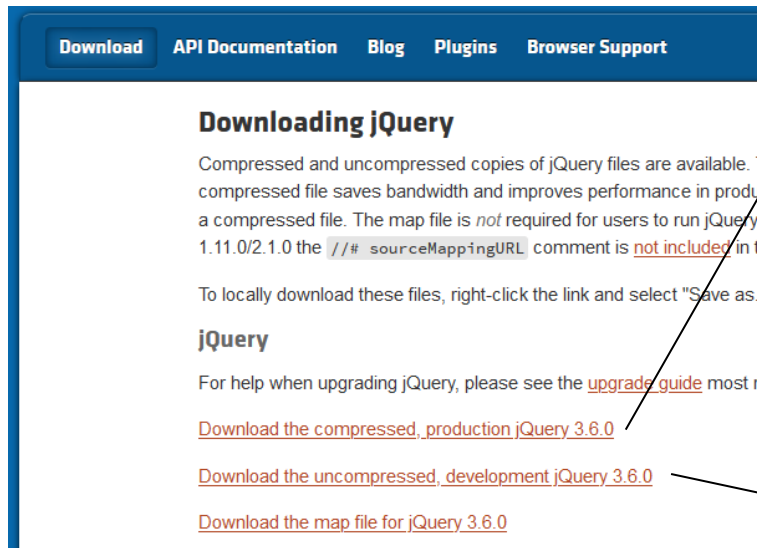 Download API Documentation Blog Plugins Browser Support
Downloading jQuery
Compressed and uncompressed copies of jQuery files are available.
compressed file saves bandwidth and improves performance in
a compressed file. The map file is not required for users to run jQuery
1.11.0/2.1.0 the //# sourceMappingURL comment is not included in
To locally download these files, right-click the link and select "Save as.
jQuery
For help when upgrading jQuery, please see the upgrade guide most
Download the compressed, production jQuery 3.6.0
Download the uncompressed, development jQuery 3.6.0
Download the map file for jQuery 3.6.0